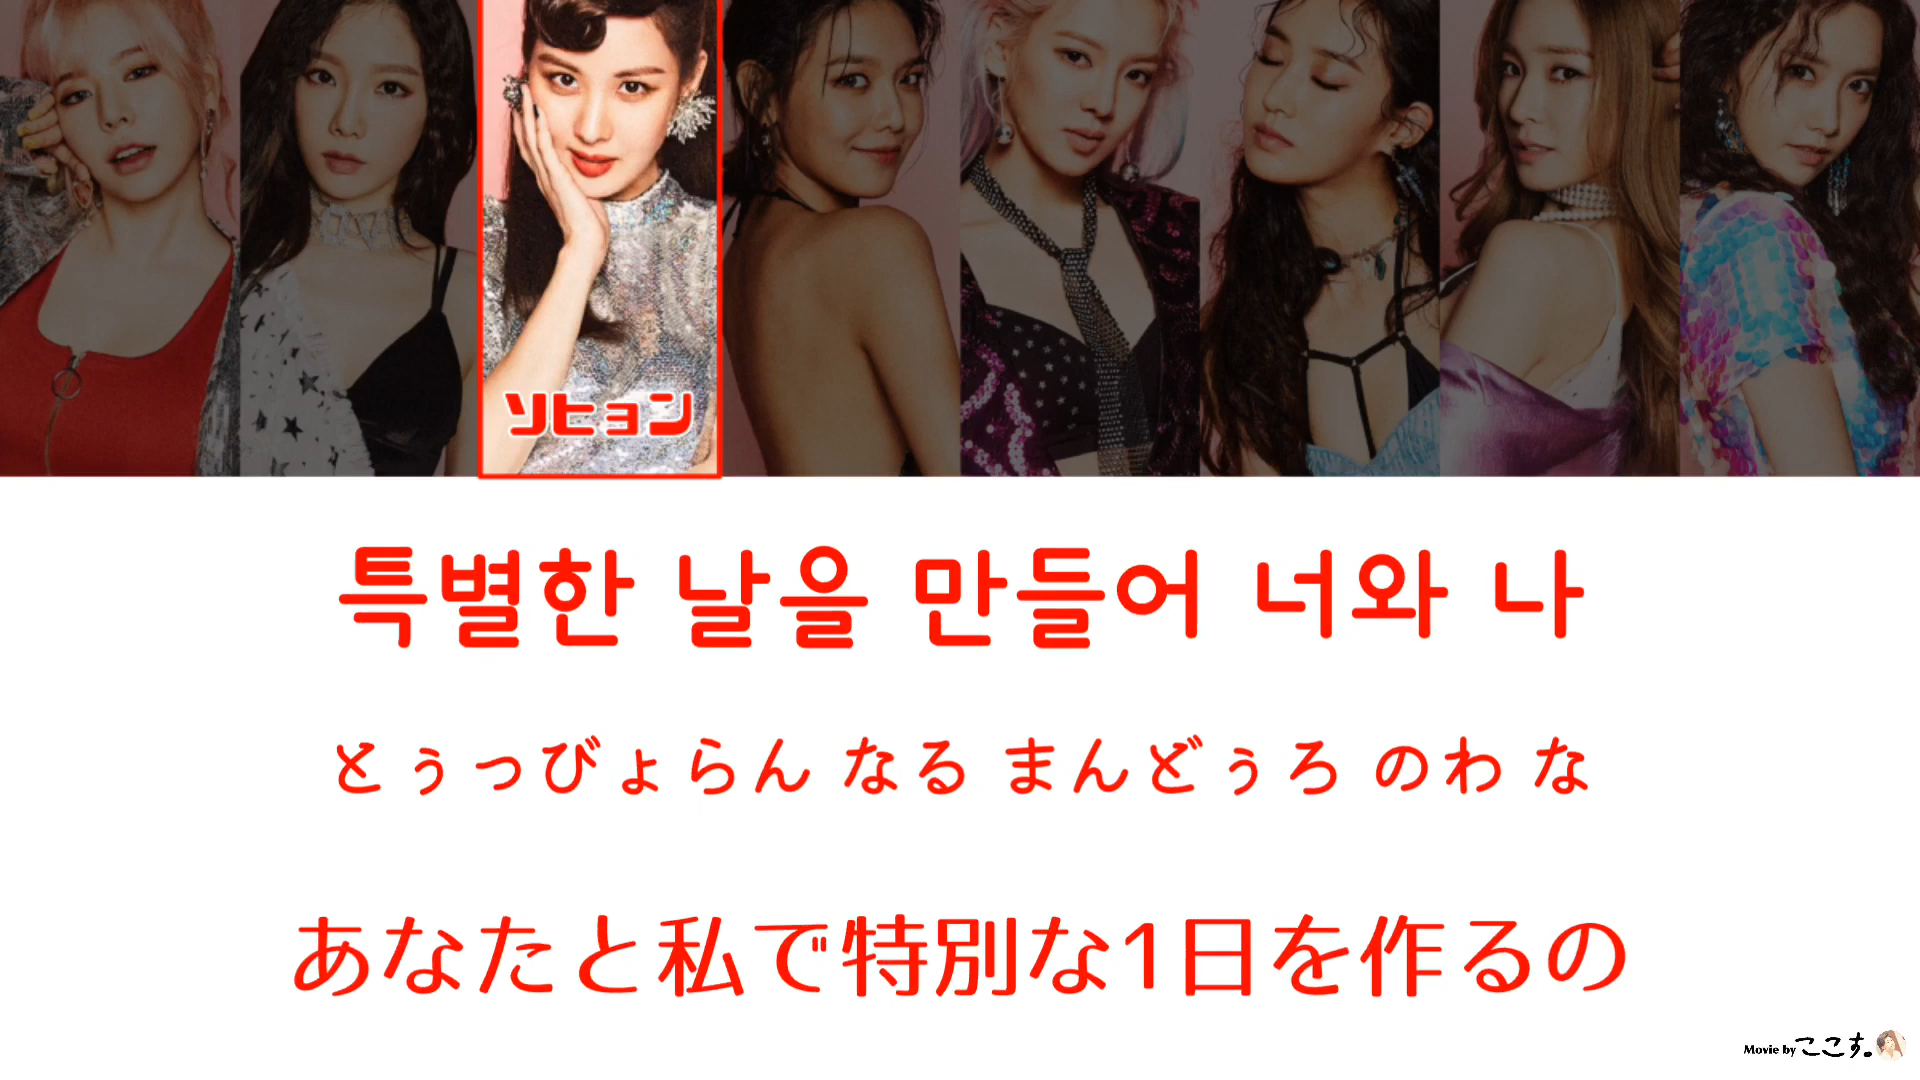 ソヒョン
특별한 날을 만들어 너와 나
とぅっびょらん なる まんどぅろ のわ な
あなたと私で特別な1日を作るの
Movie by ここす。